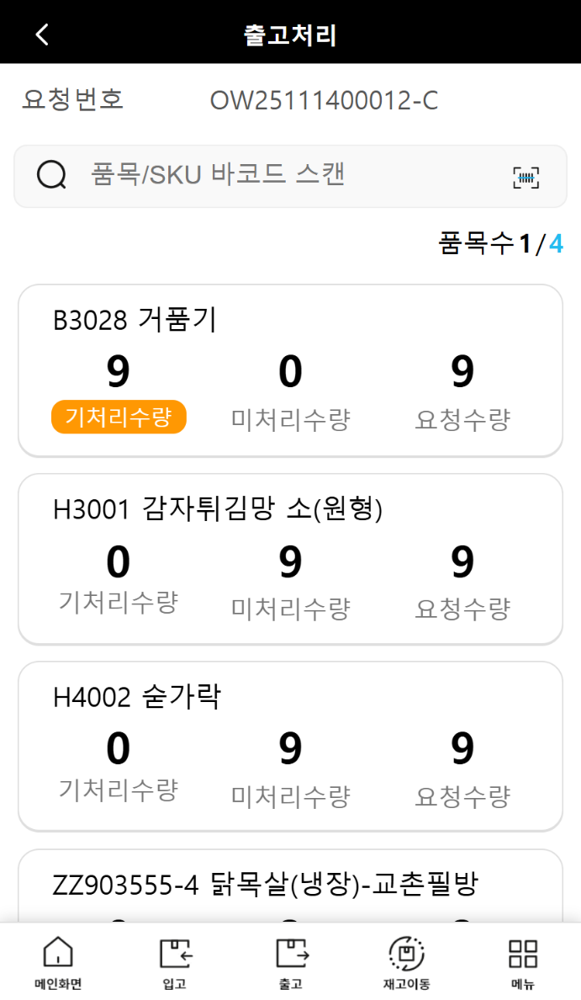 출고처리
요청번호 OW25111400012-C
품목/SKU 바코드 스캔
품목수 1/4
B3028 거품기
9 0 9
기처리수량 미처리수량 요청수량
H3001 감자튀김망 소(원형)
0 9 9
기처리수량 미처리수량 요청수량
H4002 숟가락
0 9 9
기처리수량 미처리수량 요청수량
ZZ903555-4 닭목살(냉장)-교촌필방
메인화면 입고 출고 재고이동 메뉴